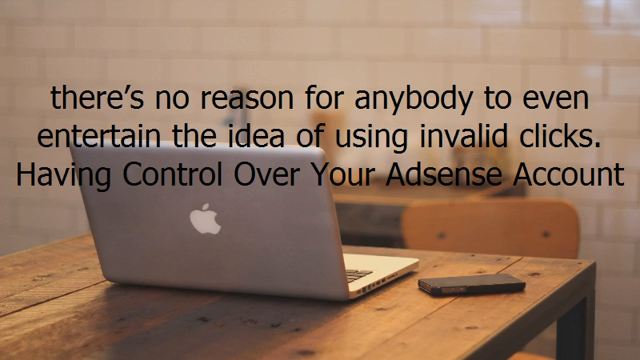 there’s no reason for anybody to even
entertain the idea of using invalid clicks.
Having Control Over Your Adsense Account